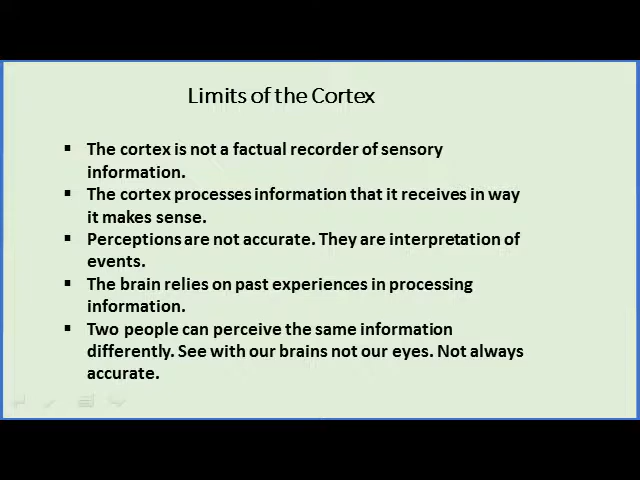 Limits of the Cortex
▪ The cortex is not a factual recorder of sensory
information.
▪ The cortex processes information that it receives in way
it makes sense.
▪ Perceptions are not accurate. They are interpretation of
events.
▪ The brain relies on past experiences in processing
information.
▪ Two people can perceive the same information
differently. See with our brains not our eyes. Not always
accurate.